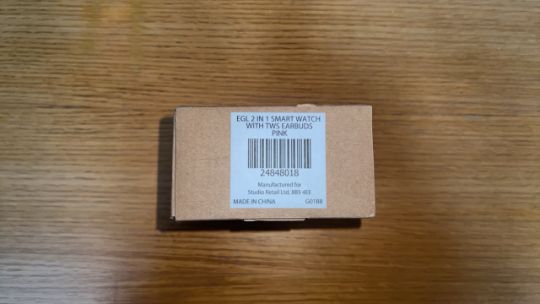 EGL 2 IN 1 SMART WATCH
WITH TWS EARBUDS
PINK
24848018
Manufactured for
Studio Retail Ltd, BB5 4EE
MADE IN CHINA G0188